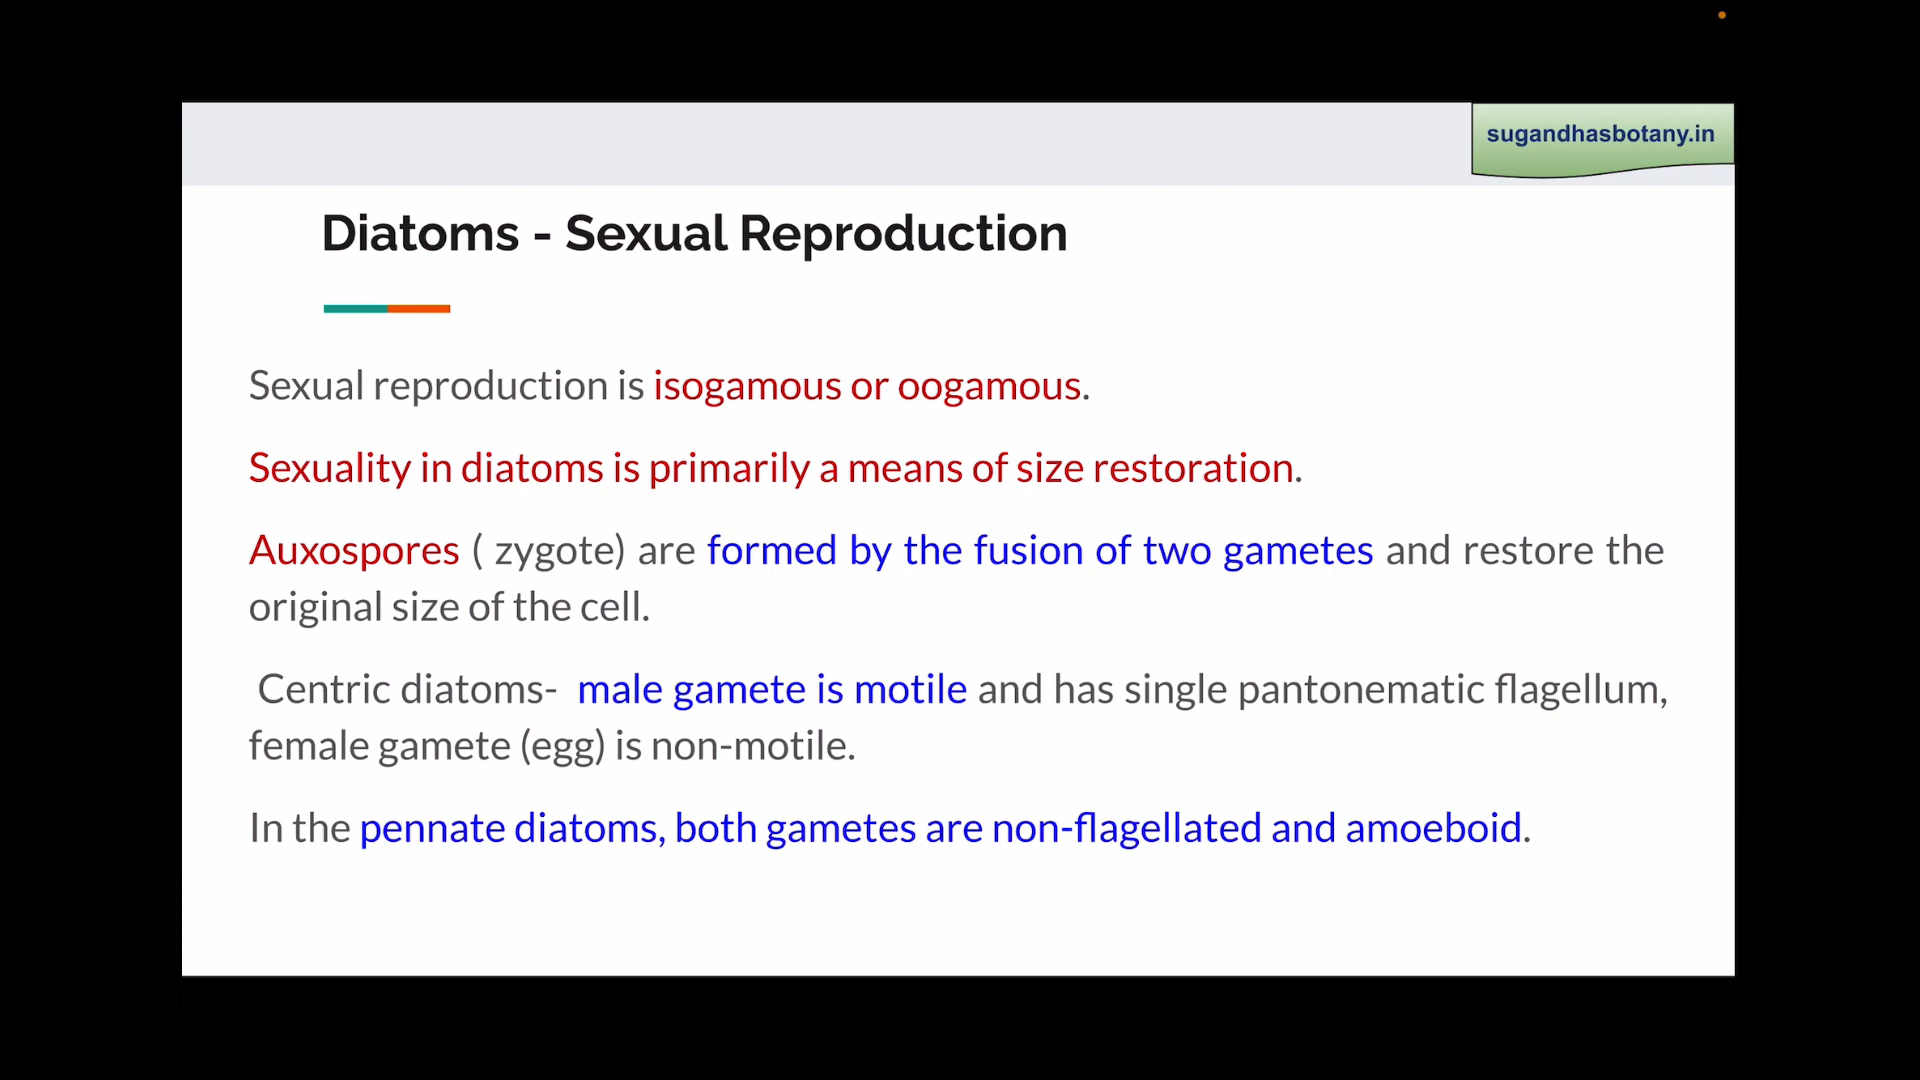 sugandhasbotany.in
Diatoms - Sexual Reproduction
Sexual reproduction is isogamous or oogamous.
Sexuality in diatoms is primarily a means of size restoration.
Auxospores ( zygote) are formed by the fusion of two gametes and restore the
original size of the cell.
Centric diatoms- male gamete is motile and has single pantonematic flagellum,
female gamete (egg) is non-motile.
In the pennate diatoms, both gametes are non-flagellated and amoeboid.